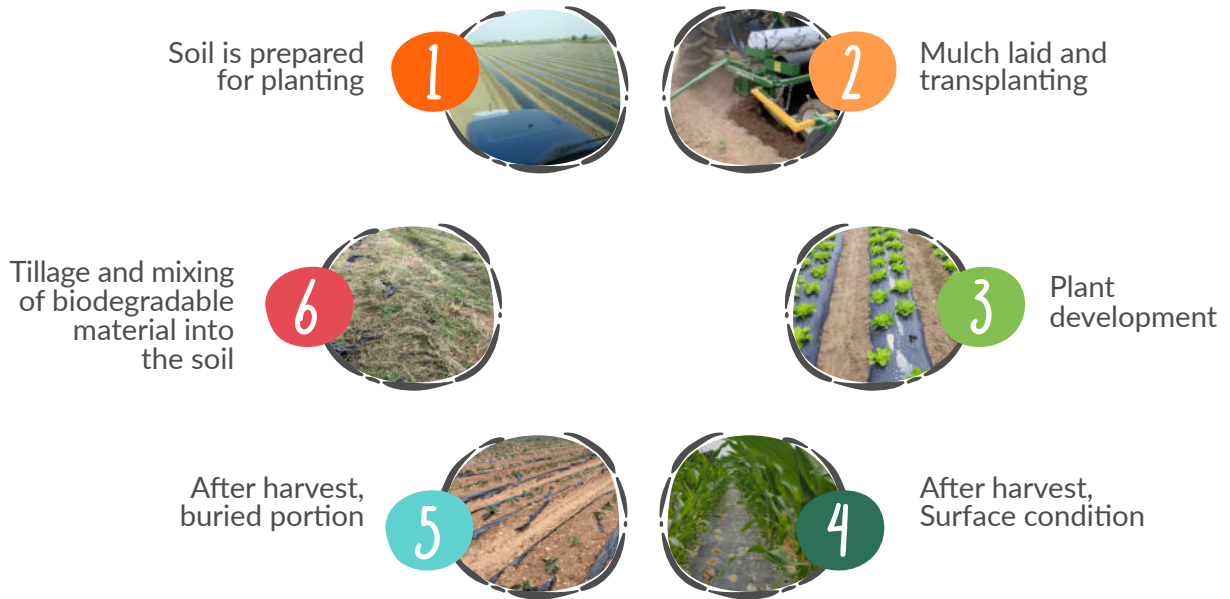 1
Soil is prepared
for planting
2
Mulch laid and
transplanting
3
Plant
development
4
After harvest,
Surface condition
5
After harvest,
buried portion
6
Tillage and mixing
of biodegradable
material into
the soil